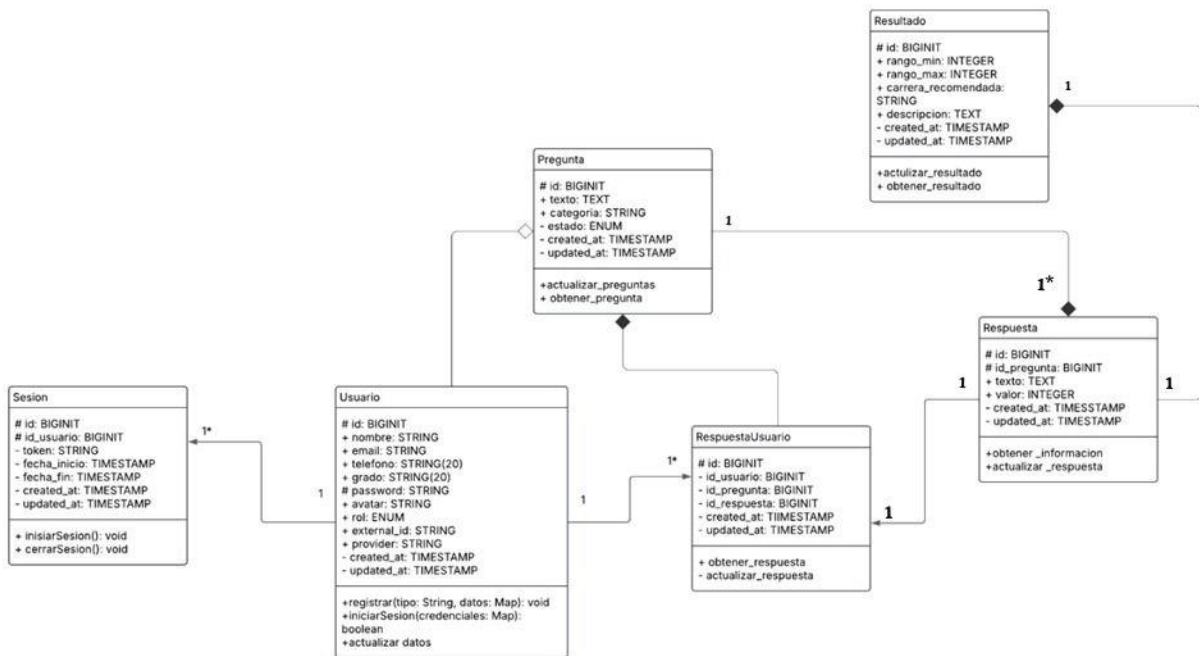 Resultado
# id: BIGINIT
+ rango_min: INTEGER
+ rango_max: INTEGER
+ carrera_recomendada:
STRING
+ descripcion: TEXT
- created_at: TIMESTAMP
- updated_at: TIMESTAMP
+actulizar_resultado
+ obtener_resultado
1
Pregunta
# id: BIGINIT
+ texto: TEXT
+ categoria: STRING
- estado: ENUM
- created_at: TIMESTAMP
- updated_at: TIMESTAMP
+actualizar_preguntas
+ obtener_pregunta
1
1*
Respuesta
# id: BIGINIT
# id_pregunta: BIGINIT
+ texto: TEXT
+ valor: INTEGER
- created_at: TIMESSTAMP
- updated_at: TIMESTAMP
+obtener _informacion
+actualizar _respuesta
1
1
Sesion
# id: BIGINIT
# id_usuario: BIGINIT
- token: STRING
- fecha_inicio: TIMESTAMP
- fecha_fin: TIMESTAMP
- created_at: TIMESTAMP
- updated_at: TIMESTAMP
+ inisiarSesion(): void
+ cerrarSesion(): void
1*
1
Usuario
# id: BIGINIT
+ nombre: STRING
+ email: STRING
+ telefono: STRING(20)
+ grado: STRING(20)
# password: STRING
+ avatar: STRING
+ rol: ENUM
+ external_id: STRING
+ provider: STRING
- created_at: TIMESTAMP
- updated_at: TIMESTAMP
+registrar(tipo: String, datos: Map): void
+iniciarSesion(credenciales: Map):
boolean
+actualizar datos
1
1*
RespuestaUsuario
# id: BIGINIT
- id_usuario: BIGINIT
- id_pregunta: BIGINIT
- id_respuesta: BIGINIT
- created_at: TIIMESTAMP
- updated_at: TIMESTAMP
+ obtener_respuesta
- actualizar_respuesta
1